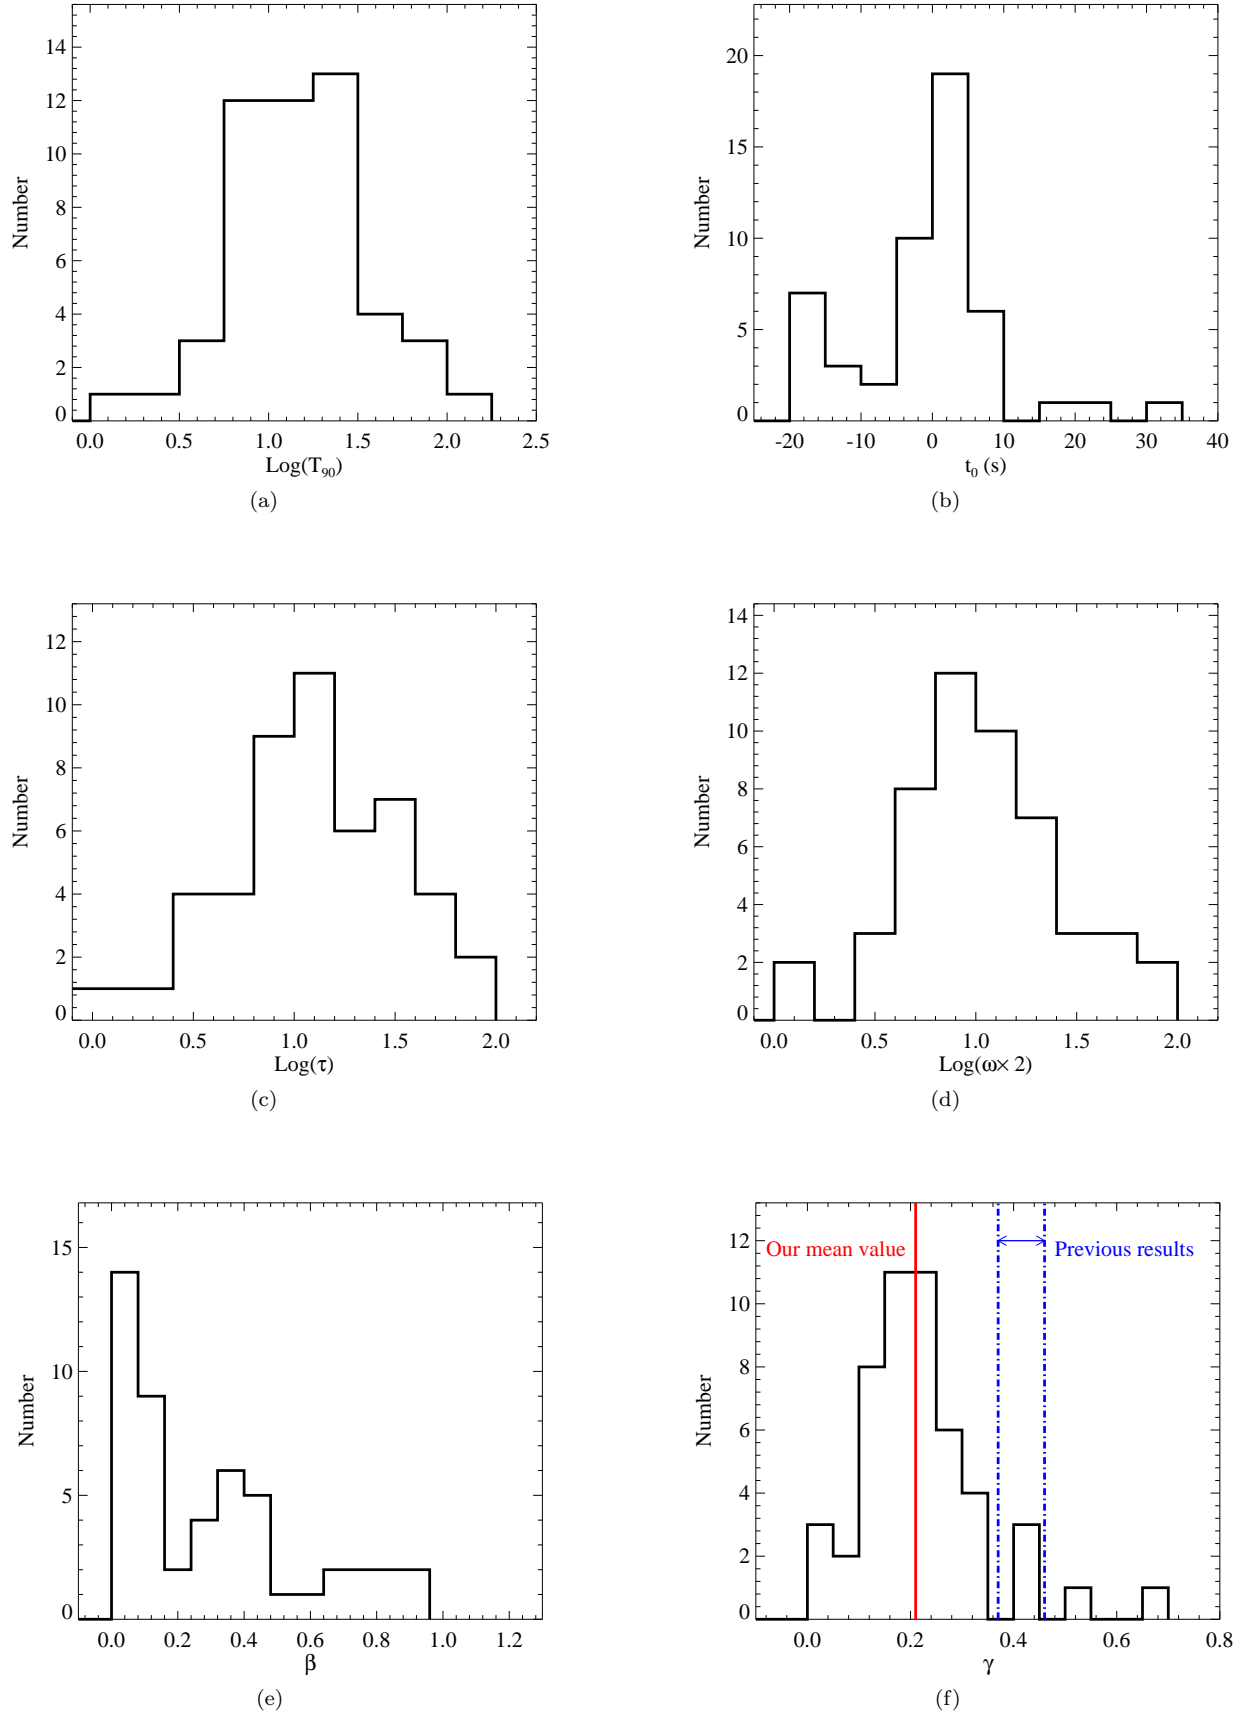 14
12
10
8
6
4
2
0
Number
0.0 0.5 1.0 1.5 2.0 2.5
Log(T₉₀)
(a)
20
15
10
5
0
Number
-20 -10 0 10 20 30 40
t₀ (s)
(b)
12
10
8
6
4
2
0
Number
0.0 0.5 1.0 1.5 2.0
Log(τ)
(c)
14
12
10
8
6
4
2
0
Number
0.0 0.5 1.0 1.5 2.0
Log(ω× 2)
(d)
15
10
5
0
Number
0.0 0.2 0.4 0.6 0.8 1.0 1.2
β
(e)
12
10
8
6
4
2
0
Number
Our mean value
Previous results
0.0 0.2 0.4 0.6 0.8
γ
(f)